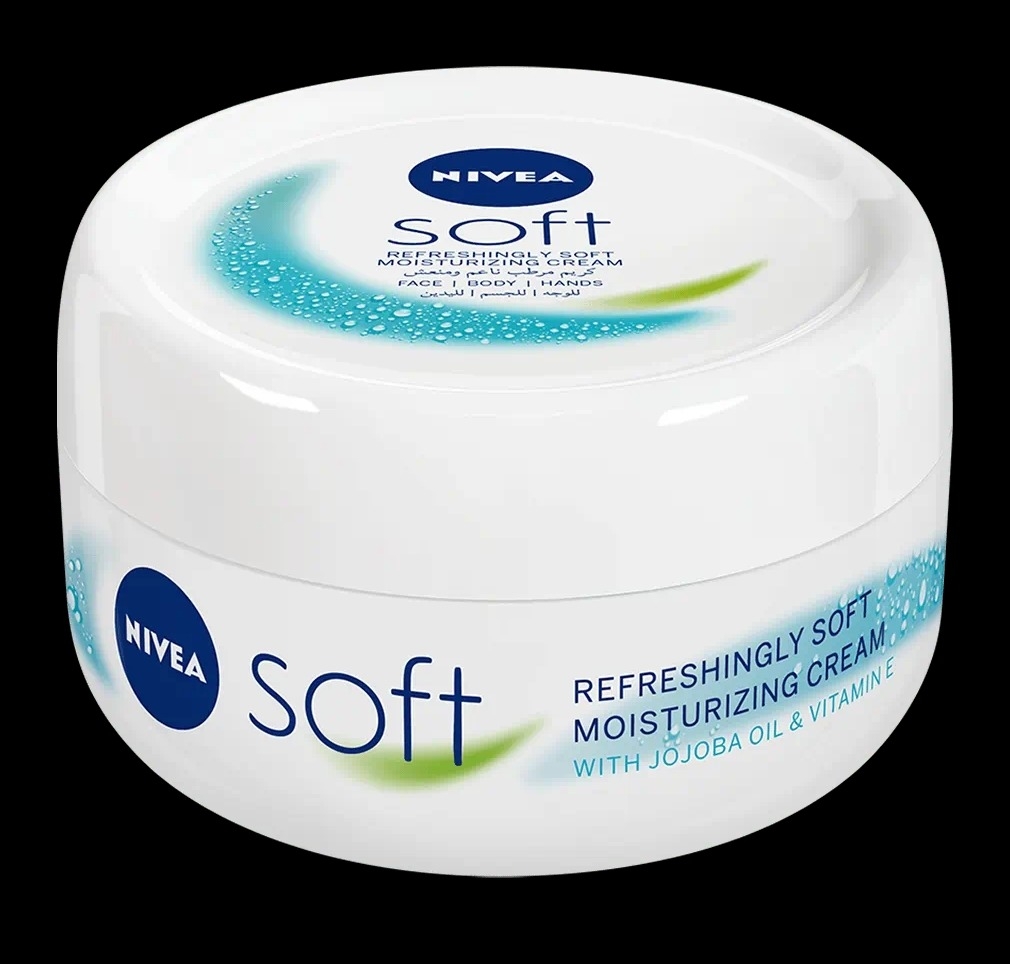 NIVEA
soft
REFRESHINGLY SOFT
MOISTURIZING CREAM
كريم مرطب ناعم ومنعش
FACE | BODY | HANDS
للوجه | للجسم | لليدين
NIVEA
soft
REFRESHINGLY SOFT
MOISTURIZING CREAM
WITH JOJOBA OIL & VITAMIN E